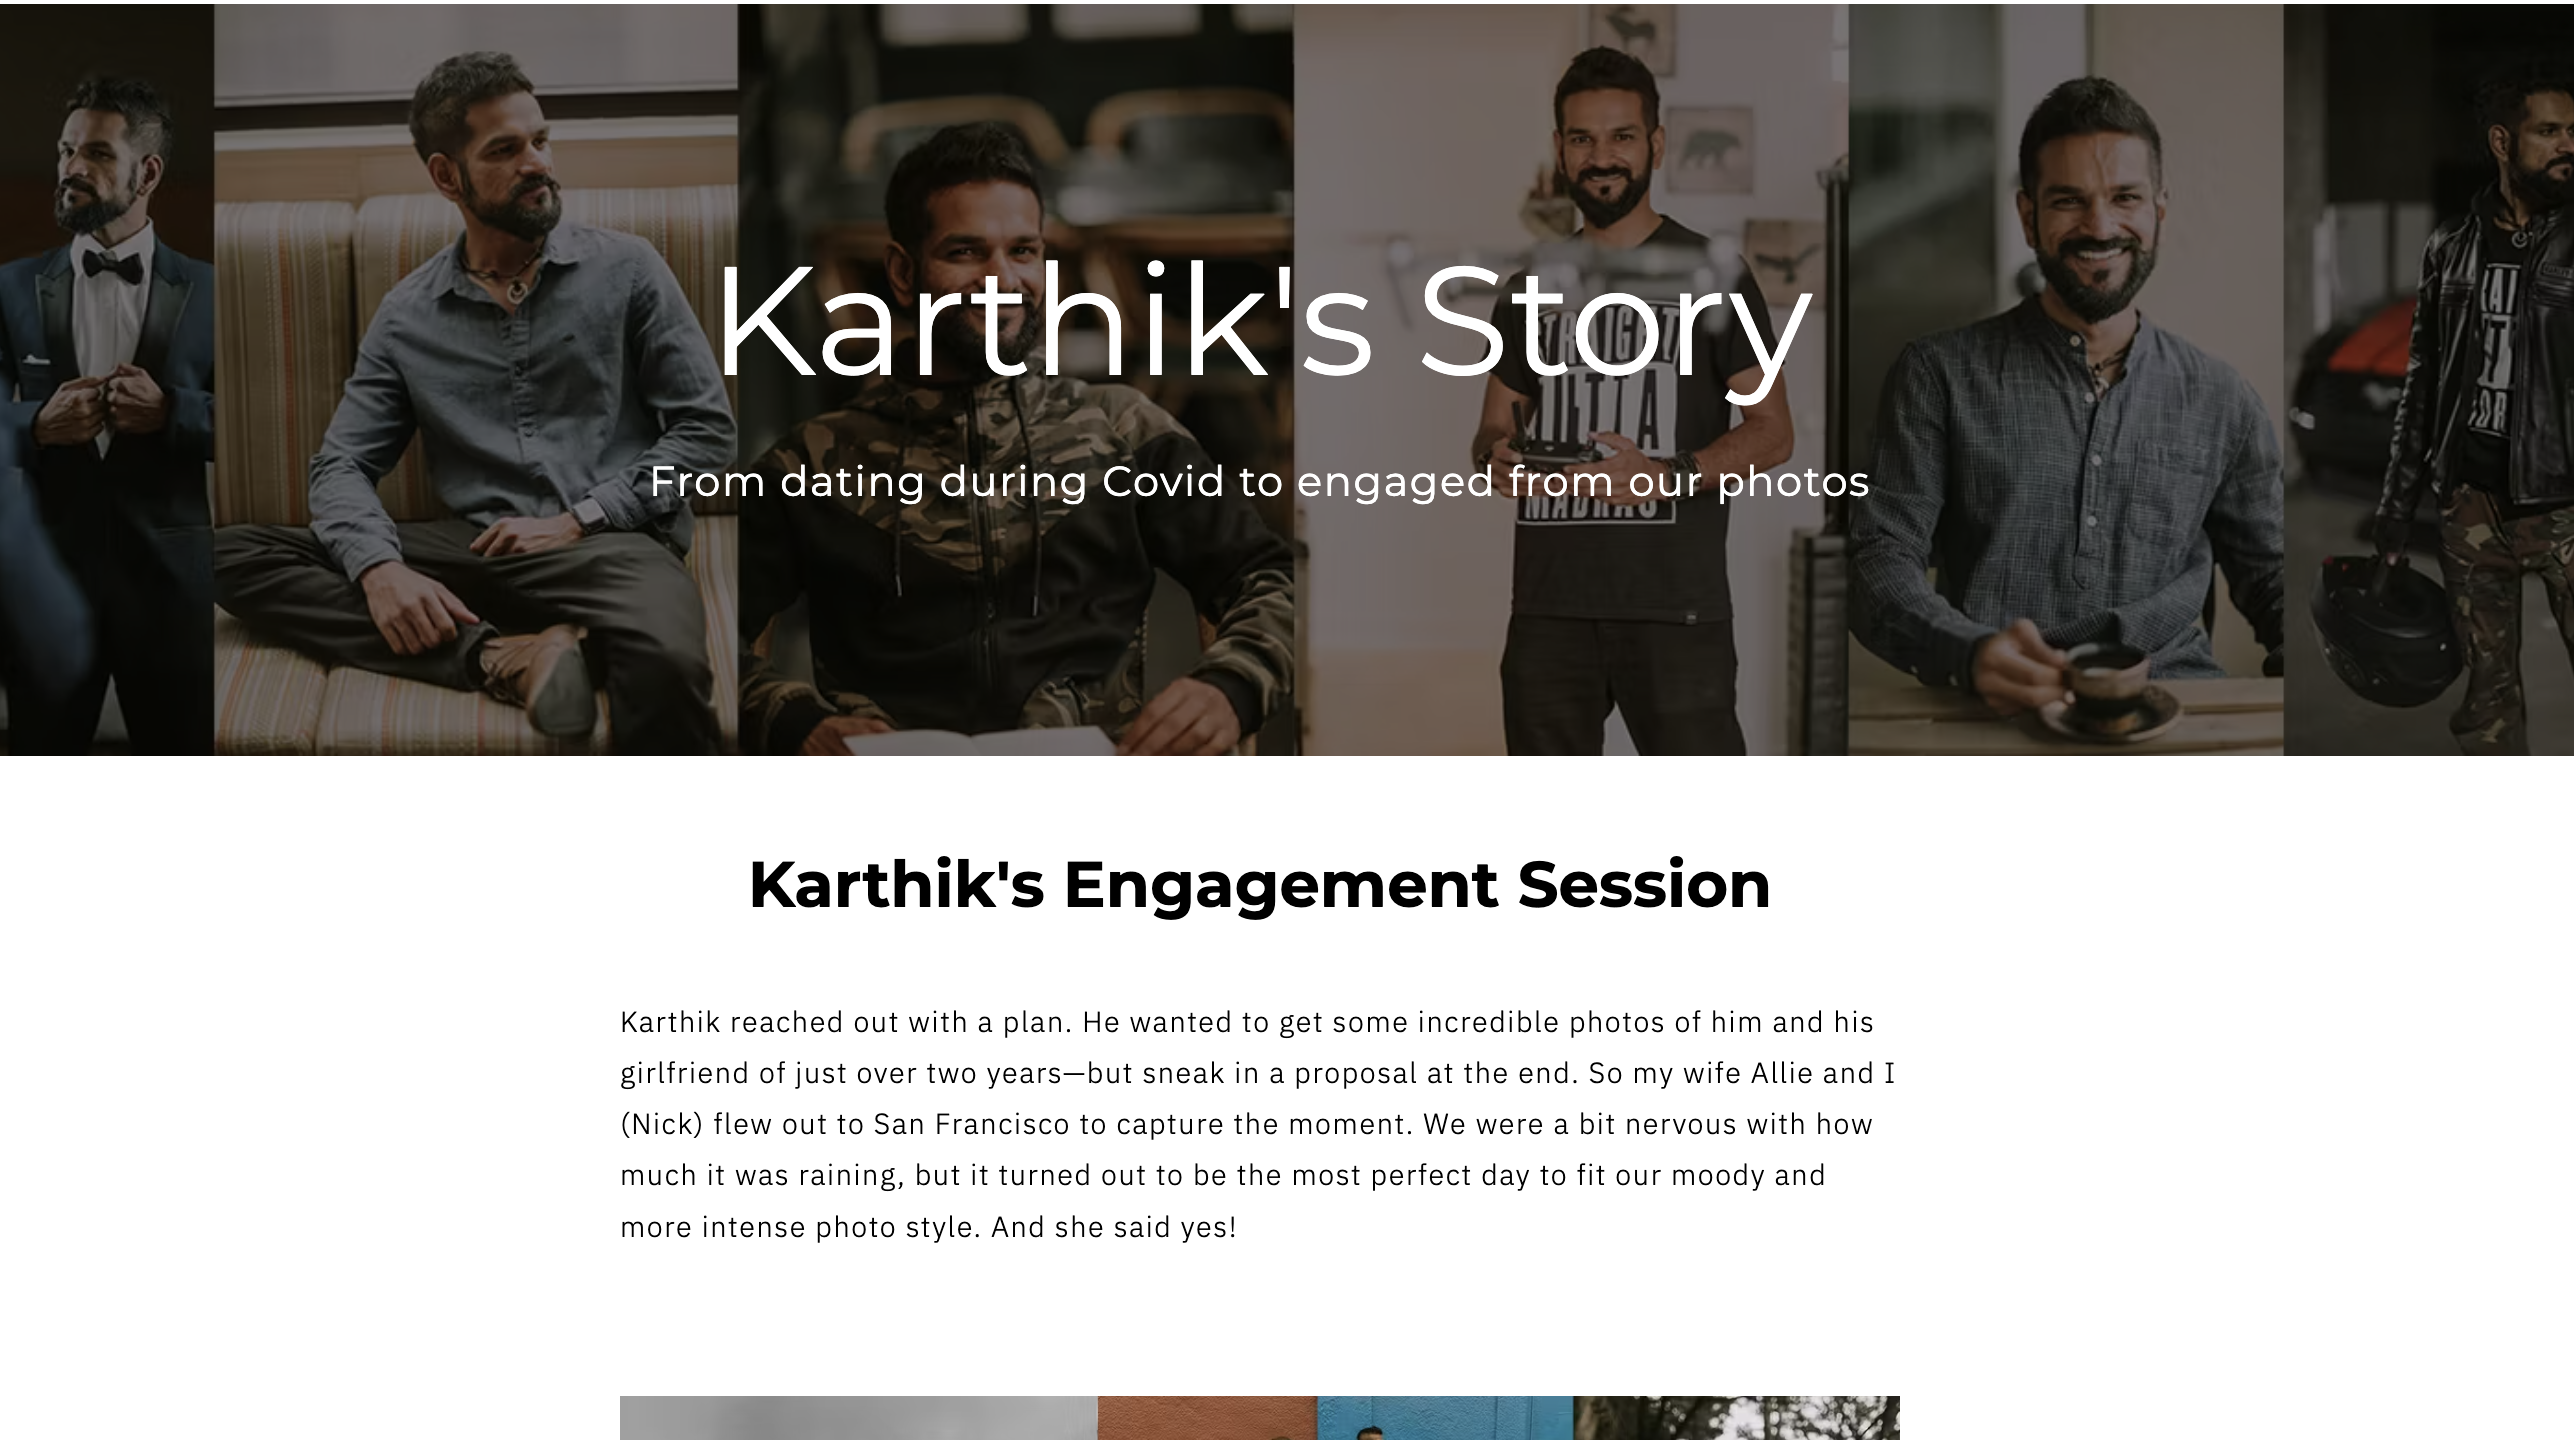 Karthik's Story
From dating during Covid to engaged from our photos
STRAIGHT
OUTTA
MADRAS
Karthik's Engagement Session
Karthik reached out with a plan. He wanted to get some incredible photos of him and his
girlfriend of just over two years—but sneak in a proposal at the end. So my wife Allie and I
(Nick) flew out to San Francisco to capture the moment. We were a bit nervous with how
much it was raining, but it turned out to be the most perfect day to fit our moody and
more intense photo style. And she said yes!